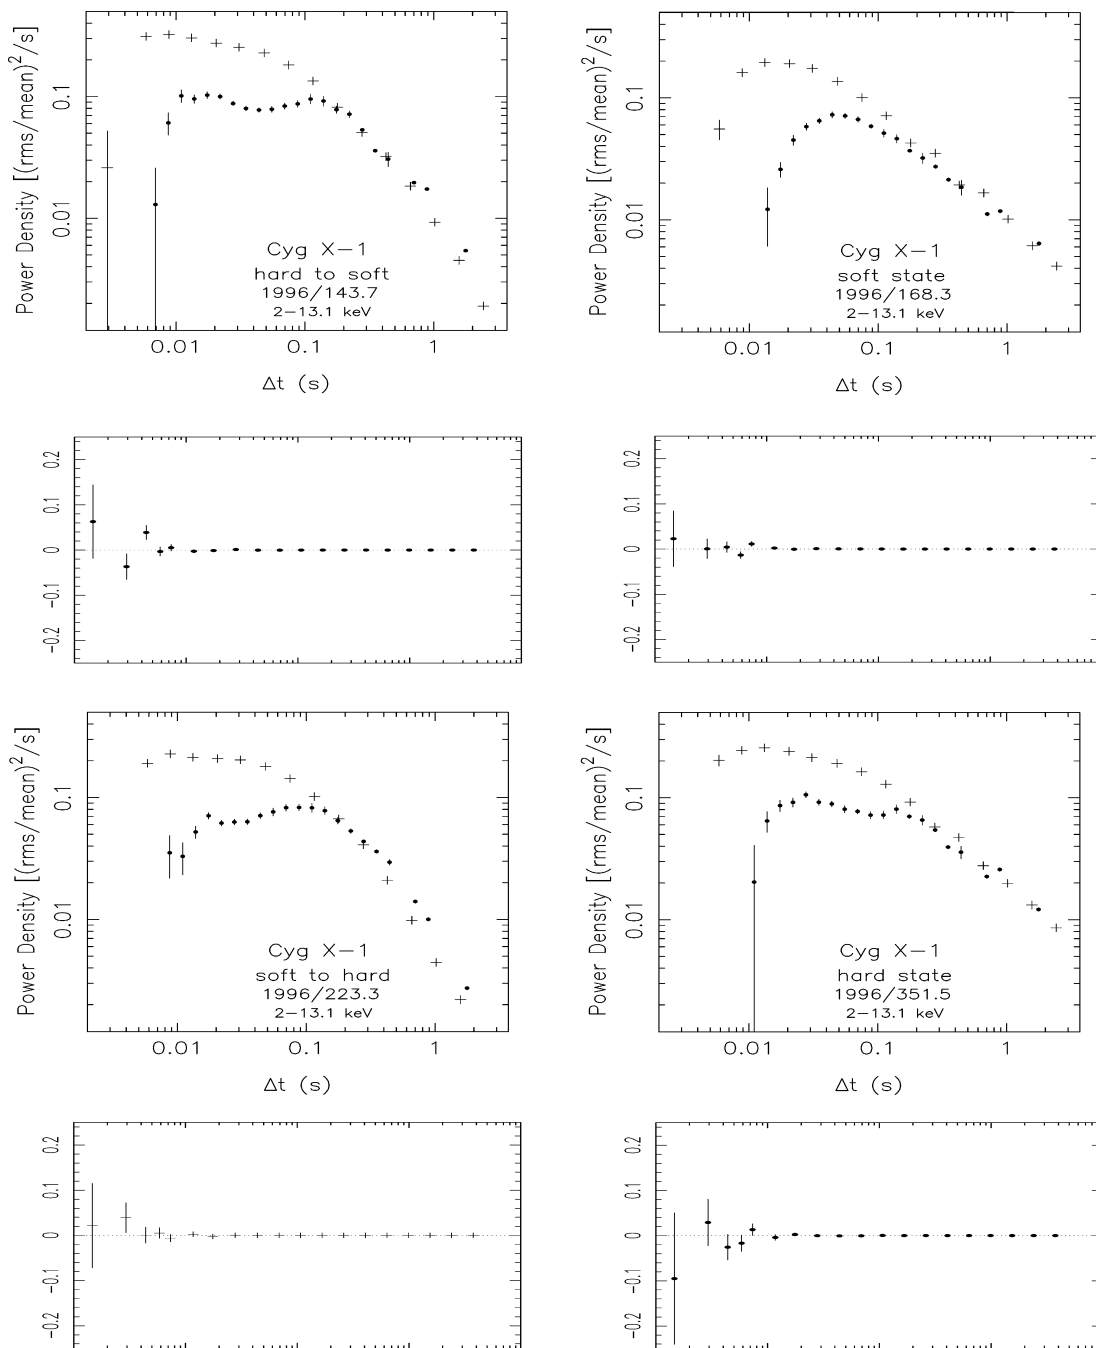 Power Density [(rms/mean)²/s]
0.1
0.01
Cyg X−1
hard to soft
1996/143.7
2−13.1 keV
0.01 0.1 1
Δt (s)
Power Density [(rms/mean)²/s]
0.1
0.01
Cyg X−1
soft state
1996/168.3
2−13.1 keV
0.01 0.1 1
Δt (s)
0.2
0.1
0
−0.1
−0.2
0.2
0.1
0
−0.1
−0.2
Power Density [(rms/mean)²/s]
0.1
0.01
Cyg X−1
soft to hard
1996/223.3
2−13.1 keV
0.01 0.1 1
Δt (s)
Power Density [(rms/mean)²/s]
0.1
0.01
Cyg X−1
hard state
1996/351.5
2−13.1 keV
0.01 0.1 1
Δt (s)
0.2
0.1
0
−0.1
−0.2
0.2
0.1
0
−0.1
−0.2